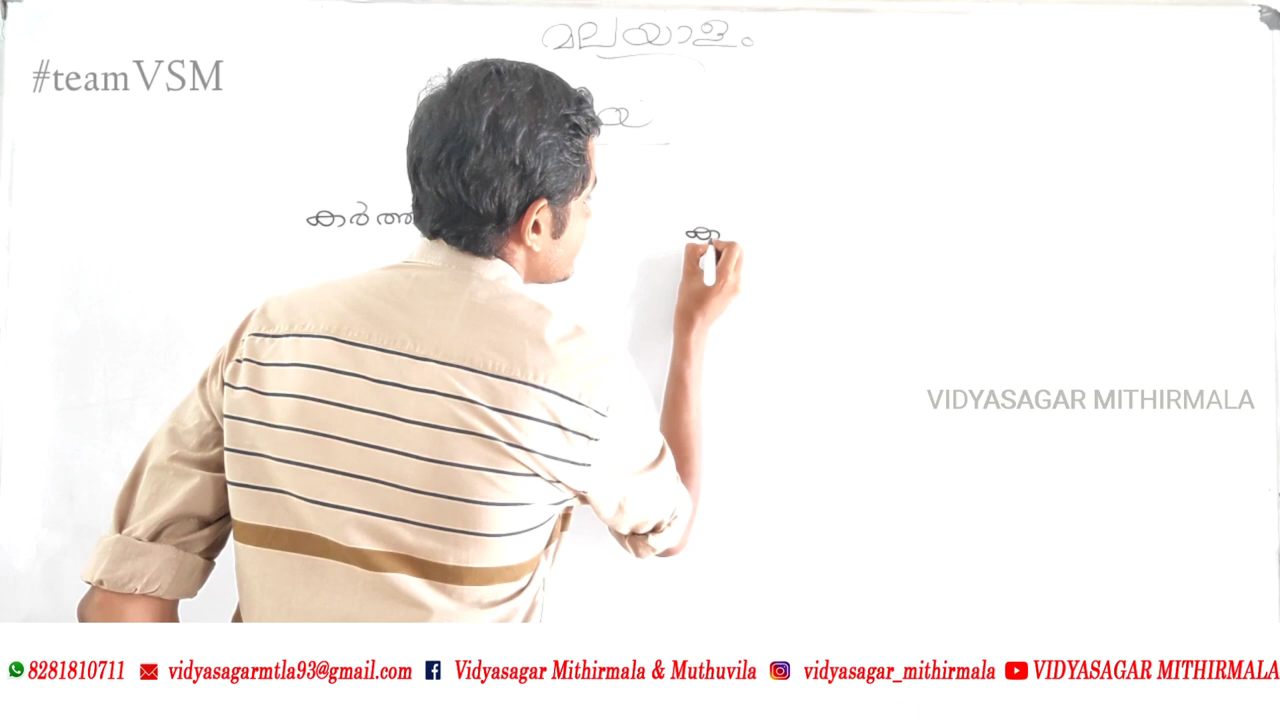 മലയാളം
#teamVSM
VIDYASAGAR MITHIRMALA
8281810711 vidyasagarmtla93@gmail.com Vidyasagar Mithirmala & Muthuvila vidyasagar_mithirmala VIDYASAGAR MITHIRMALA